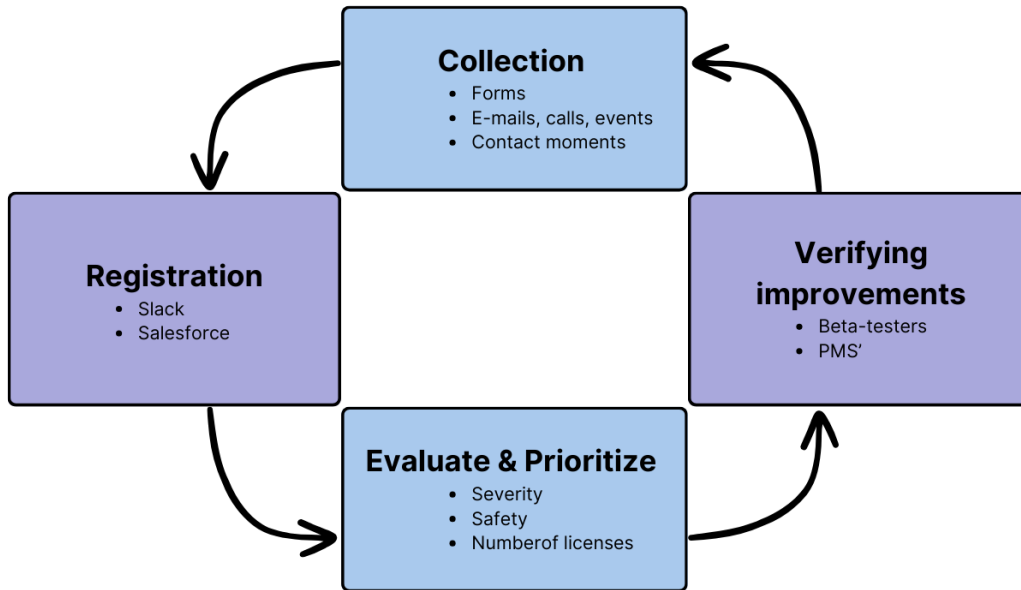 Collection
• Forms
• E-mails, calls, events
• Contact moments
Registration
• Slack
• Salesforce
Verifying
improvements
• Beta-testers
• PMS’
Evaluate & Prioritize
• Severity
• Safety
• Numberof licenses